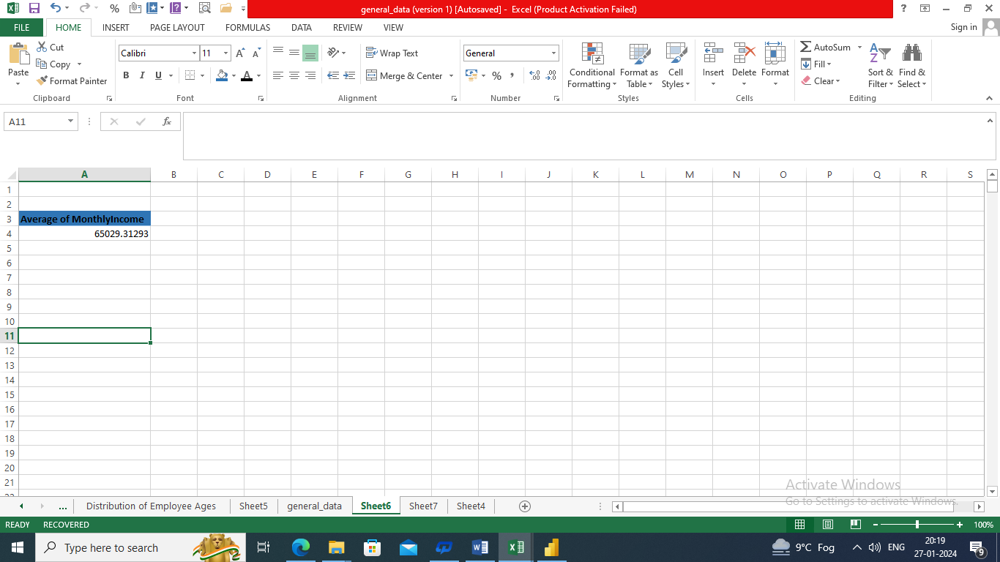 general_data (version 1) [Autosaved] - Excel (Product Activation Failed)
FILE HOME INSERT PAGE LAYOUT FORMULAS DATA REVIEW VIEW Sign in
Cut
Copy
Format Painter
Paste
Clipboard
Calibri 11
B I U
Font
Wrap Text
Merge & Center
Alignment
General
%
Number
Conditional Formatting
Format as Table
Cell Styles
Styles
Insert Delete Format
Cells
AutoSum
Fill
Clear
Sort & Filter
Find & Select
Editing
A11
fx
A B C D E F G H I J K L M N O P Q R S
1
2
3 Average of MonthlyIncome
4 65029.31293
5
6
7
8
9
10
11
12
13
14
15
16
17
18
19
20
21
Activate Windows
Go to Settings to activate Windows.
... Distribution of Employee Ages Sheet5 general_data Sheet6 Sheet7 Sheet4
READY RECOVERED 100%
Type here to search
9°C Fog
ENG
20:19
27-01-2024
9